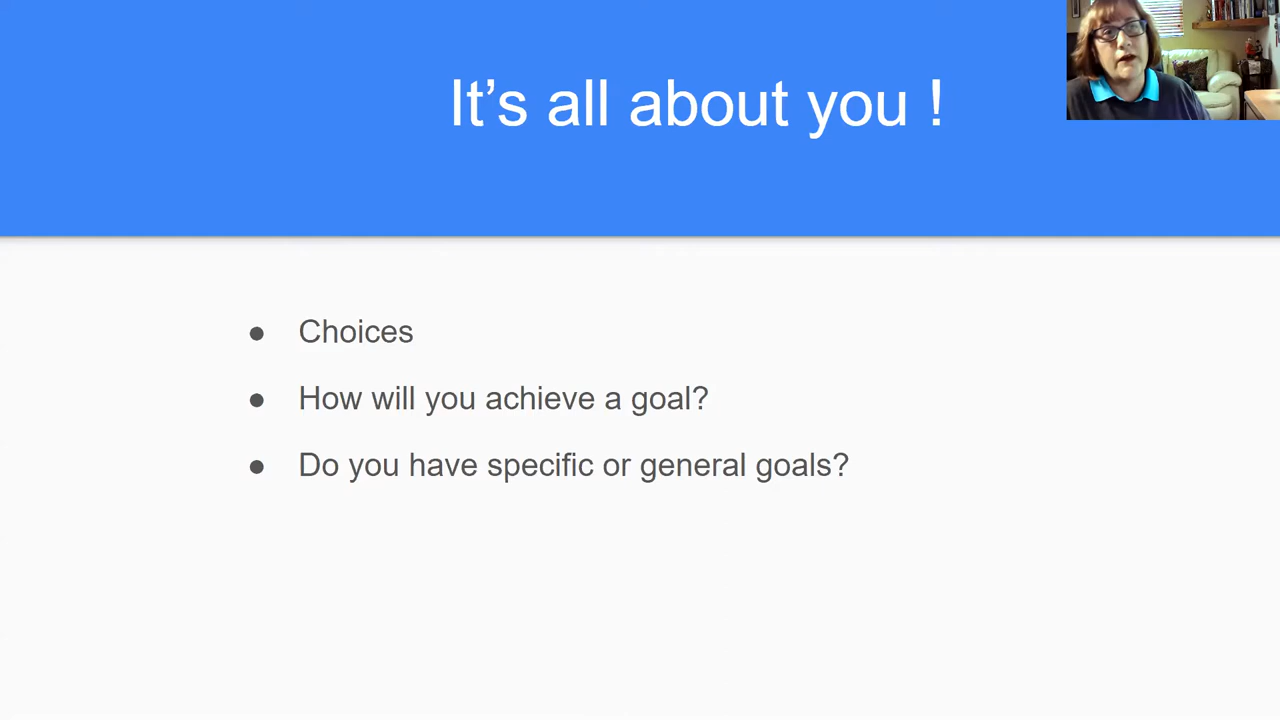 It’s all about you !
● Choices
● How will you achieve a goal?
● Do you have specific or general goals?